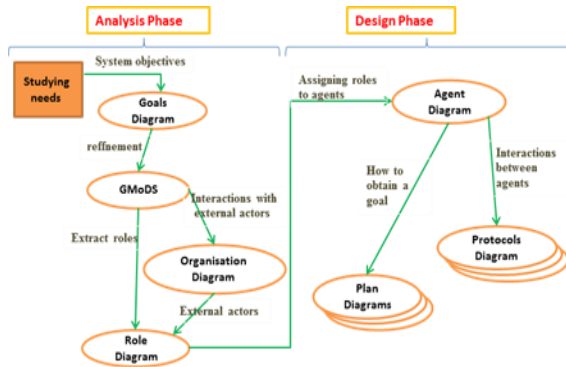 Analysis Phase
Design Phase
System objectives
Studying
needs
Goals
Diagram
reffnement
GMoDS
Interactions with
external actors
Extract roles
Organisation
Diagram
External actors
Role
Diagram
Assigning roles
to agents
Agent
Diagram
How to
obtain a
goal
Interactions
between
agents
Protocols
Diagram
Plan
Diagrams